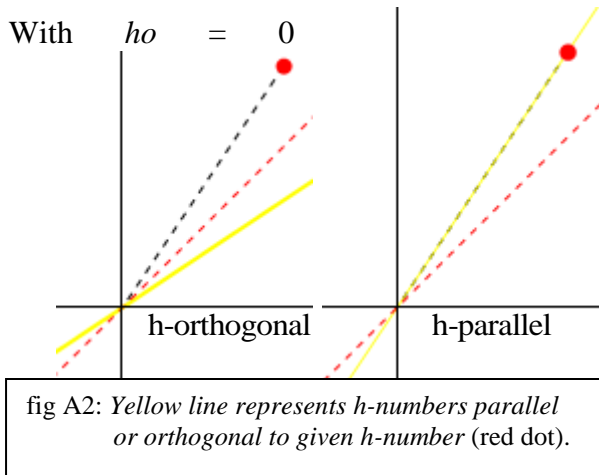 With ho = 0
h-orthogonal
h-parallel
fig A2: Yellow line represents h-numbers parallel
or orthogonal to given h-number (red dot).